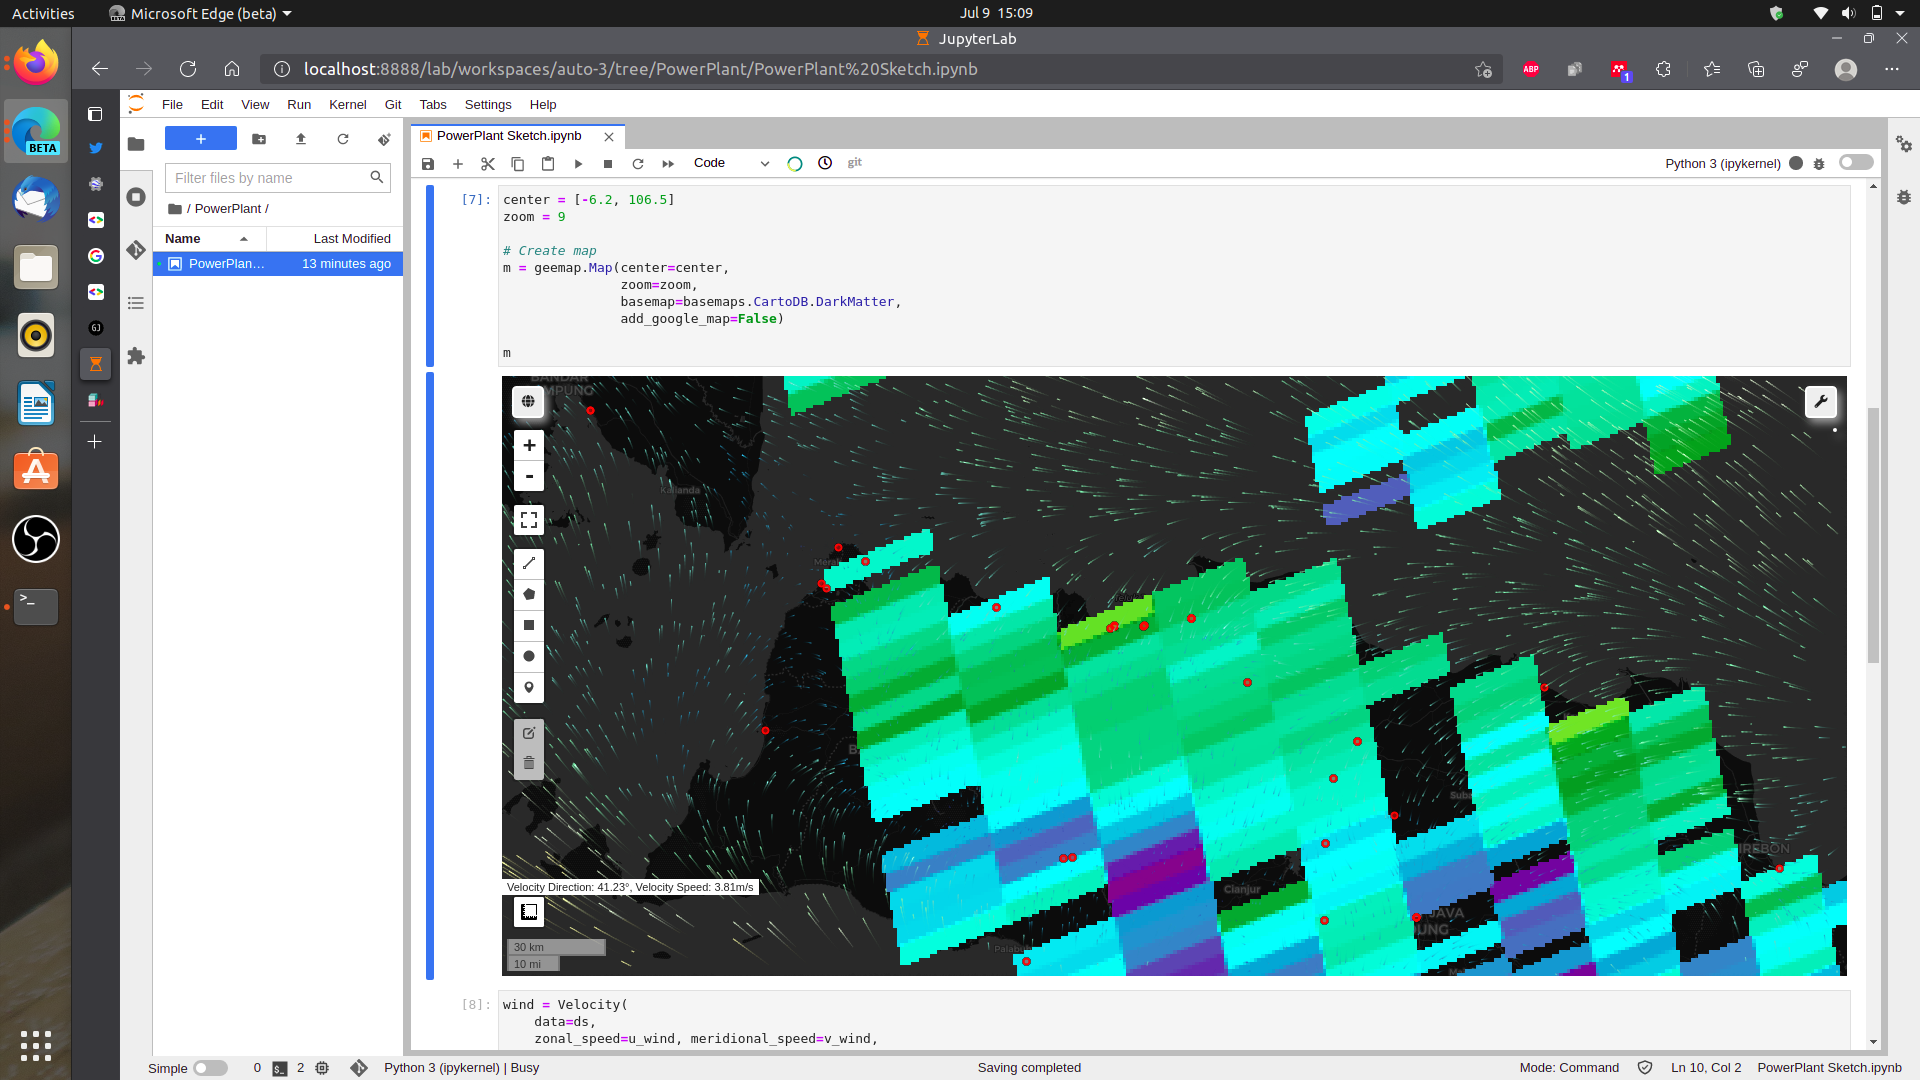 Activities
Microsoft Edge (beta)
Jul 9 15:09
JupyterLab
localhost:8888/lab/workspaces/auto-3/tree/PowerPlant/PowerPlant%20Sketch.ipynb
ABP
1
BETA
File Edit View Run Kernel Git Tabs Settings Help
PowerPlant Sketch.ipynb
Code
git
Python 3 (ipykernel)
Filter files by name
/ PowerPlant /
Name
Last Modified
PowerPlan...
13 minutes ago
GJ
[7]:
center = [-6.2, 106.5]
zoom = 9
# Create map
m = geemap.Map(center=center,
zoom=zoom,
basemap=basemaps.CartoDB.DarkMatter,
add_google_map=False)
m
BANDAR
Kalianda
Cianjur
JAVA
Velocity Direction: 41.23°, Velocity Speed: 3.81m/s
30 km
10 mi
[8]:
wind = Velocity(
data=ds,
zonal_speed=u_wind, meridional_speed=v_wind,
Simple
0
2
Python 3 (ipykernel) | Busy
Saving completed
Mode: Command
Ln 10, Col 2
PowerPlant Sketch.ipynb